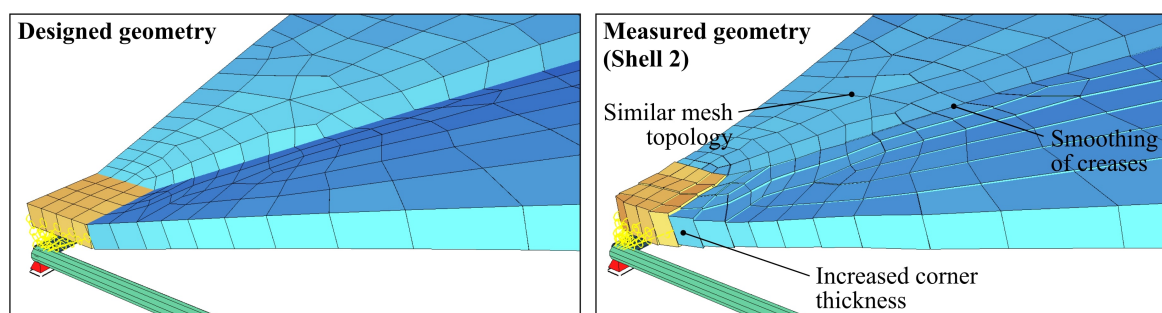 Designed geometry
Measured geometry
(Shell 2)
Similar mesh
topology
Smoothing
of creases
Increased corner
thickness